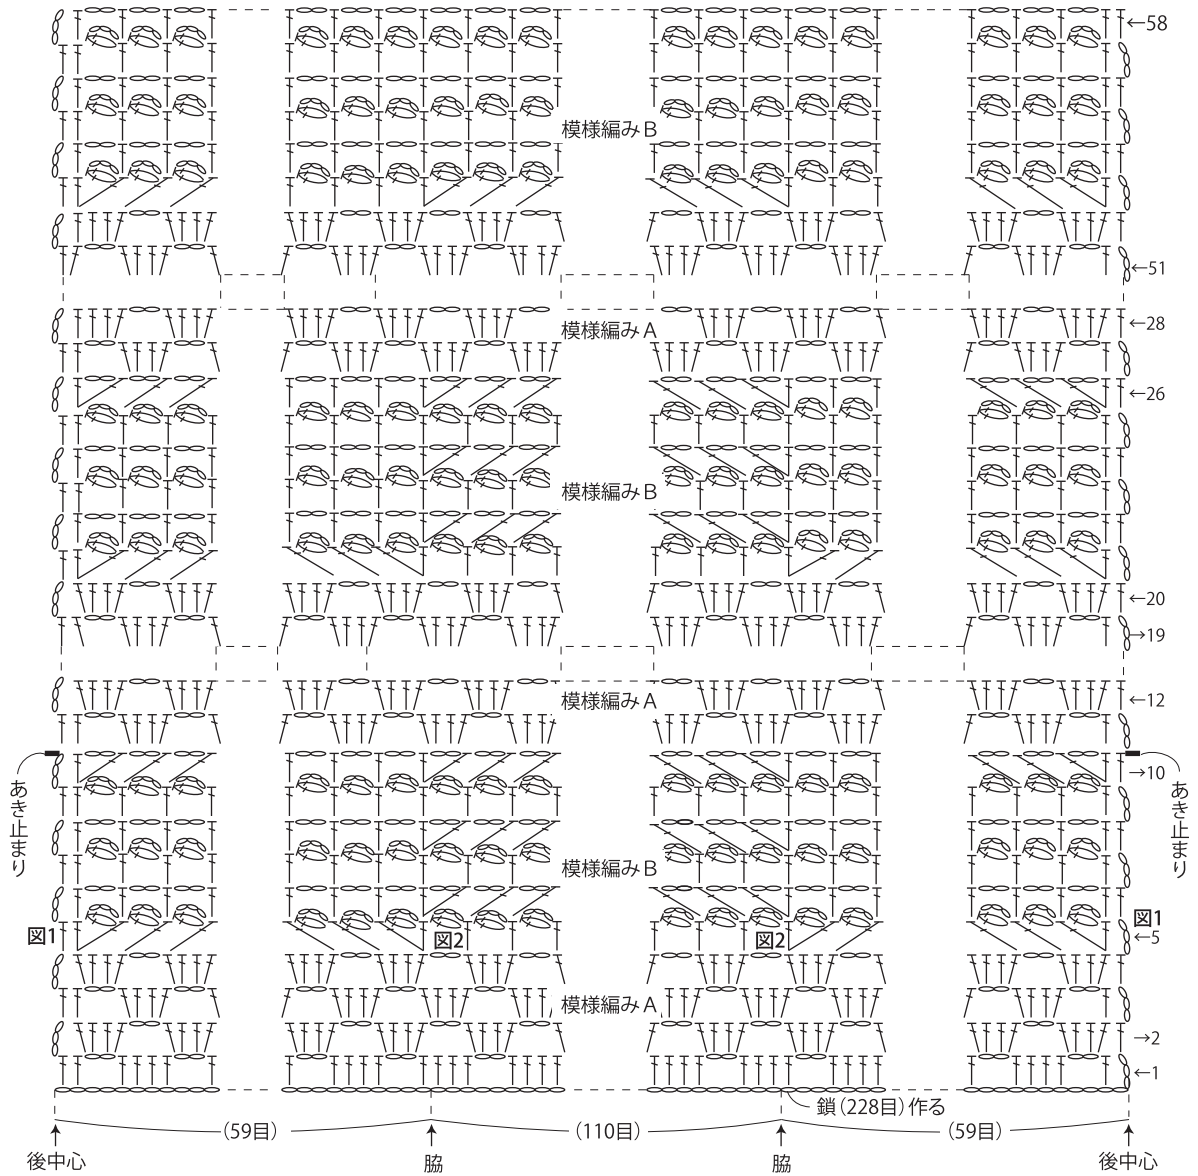 ←58
模様編みB
←51
←28
模様編みA
←26
模様編みB
←20
→19
模様編みA
←12
あき止まり
→10
あき止まり
模様編みB
図1
図2
図2
図1
←5
模様編みA
→2
←1
鎖(228目)作る
(59目)
(110目)
(59目)
後中心
脇
脇
後中心